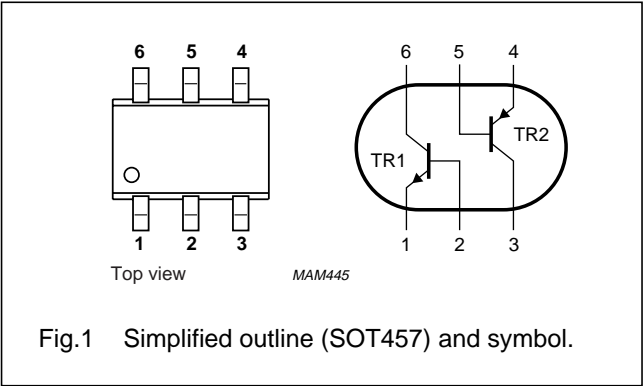 6 5 4 6 5 4
TR1
TR2
1 2 3 1 2 3
Top view MAM445
Fig.1 Simplified outline (SOT457) and symbol.